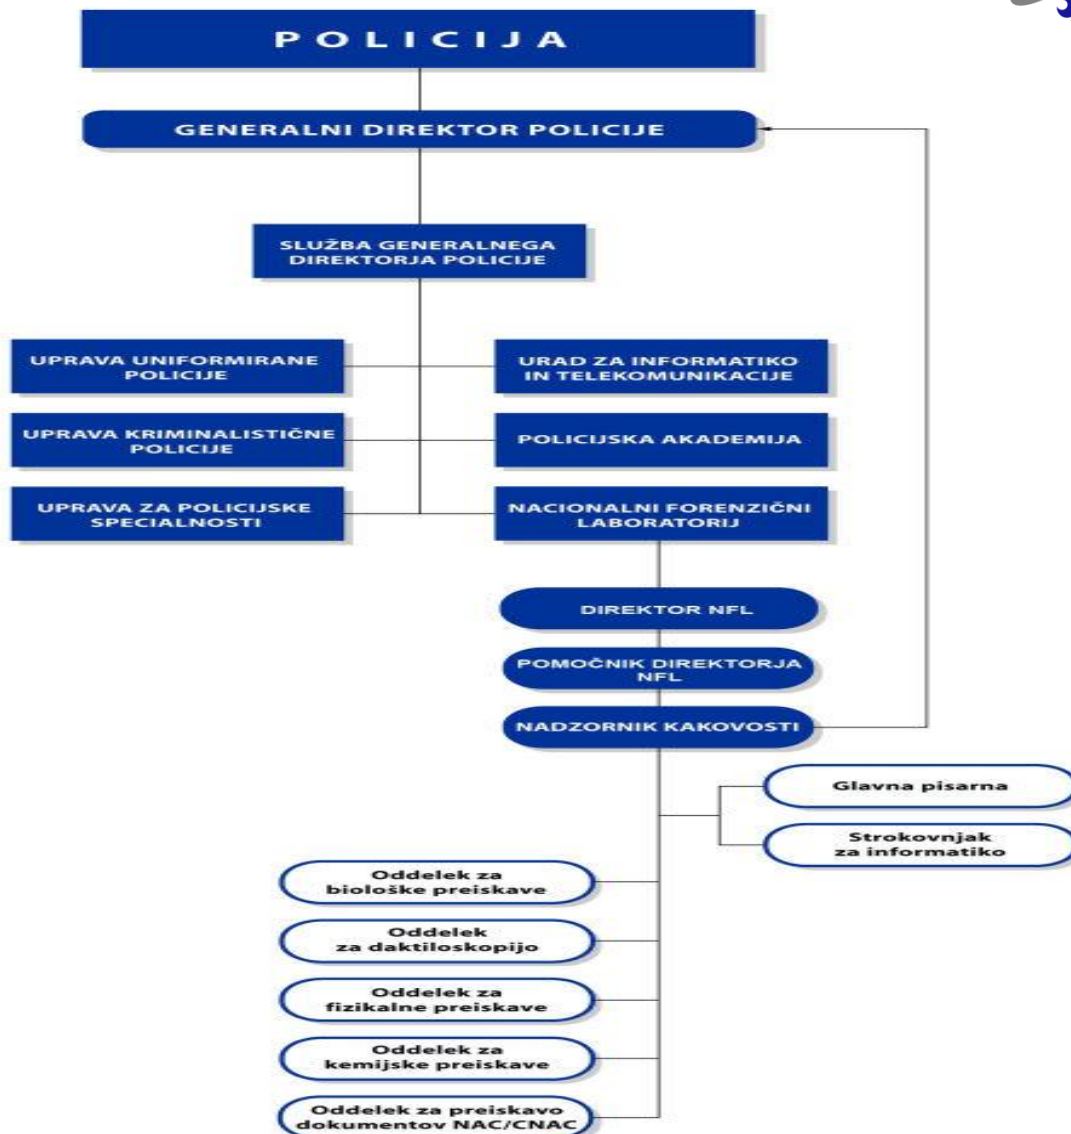 POLICIJA
GENERALNI DIREKTOR POLICIJE
SLUŽBA GENERALNEGA
DIREKTORJA POLICIJE
UPRAVA UNIFORMIRANE
POLICIJE
URAD ZA INFORMATIKO
IN TELEKOMUNIKACIJE
UPRAVA KRIMINALISTIČNE
POLICIJE
POLICIJSKA AKADEMIJA
UPRAVA ZA POLICIJSKE
SPECIALNOSTI
NACIONALNI FORENZIČNI
LABORATORIJ
DIREKTOR NFL
POMOČNIK DIREKTORJA
NFL
NADZORNIK KAKOVOSTI
Glavna pisarna
Strokovnjak
za informatiko
Oddelek za
biološke preiskave
Oddelek
za daktiloskopijo
Oddelek za
fizikalne preiskave
Oddelek za
kemijske preiskave
Oddelek za preiskavo
dokumentov NAC/CNAC